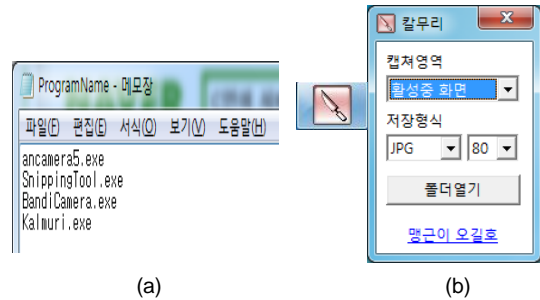 ProgramName - 메모장
파일(F) 편집(E) 서식(O) 보기(V) 도움말(H)
ancamera5.exe
SnippingTool.exe
BandiCamera.exe
Kalmuri.exe
(a)
칼무리
캡쳐영역
활성중 화면
저장형식
JPG 80
폴더열기
맹근이 오길호
(b)